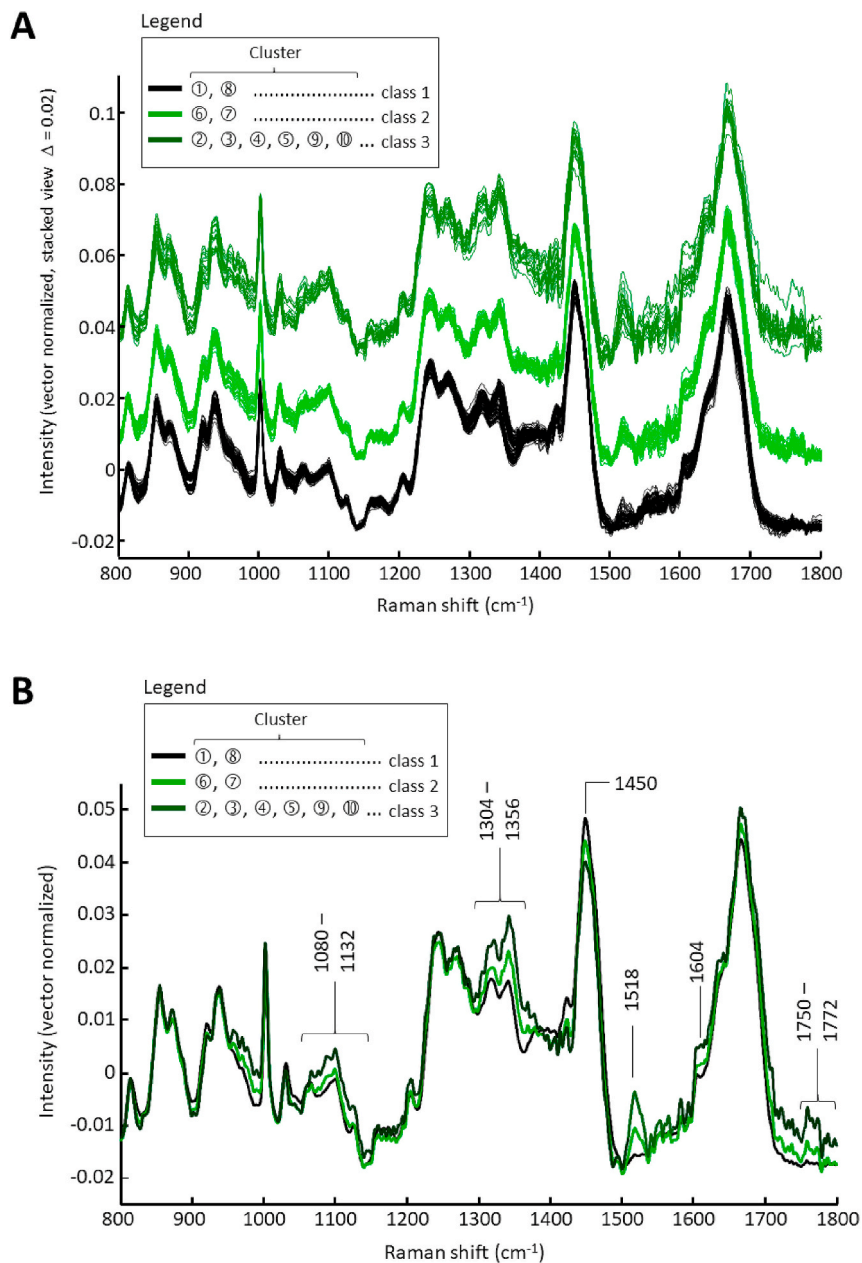 A
Legend
Cluster
①, ⑧ ...................... class 1
⑥, ⑦ ...................... class 2
②, ③, ④, ⑤, ⑨, ⑩ ... class 3
Intensity (vector normalized, stacked view Δ = 0.02)
0.1
0.08
0.06
0.04
0.02
0
-0.02
800 900 1000 1100 1200 1300 1400 1500 1600 1700 1800
Raman shift (cm⁻¹)
B
Legend
Cluster
①, ⑧ ...................... class 1
⑥, ⑦ ...................... class 2
②, ③, ④, ⑤, ⑨, ⑩ ... class 3
Intensity (vector normalized)
0.05
0.04
0.03
0.02
0.01
0
-0.01
-0.02
1080 –
1132
1304 –
1356
1450
1518
1604
1750 –
1772
800 900 1000 1100 1200 1300 1400 1500 1600 1700 1800
Raman shift (cm⁻¹)